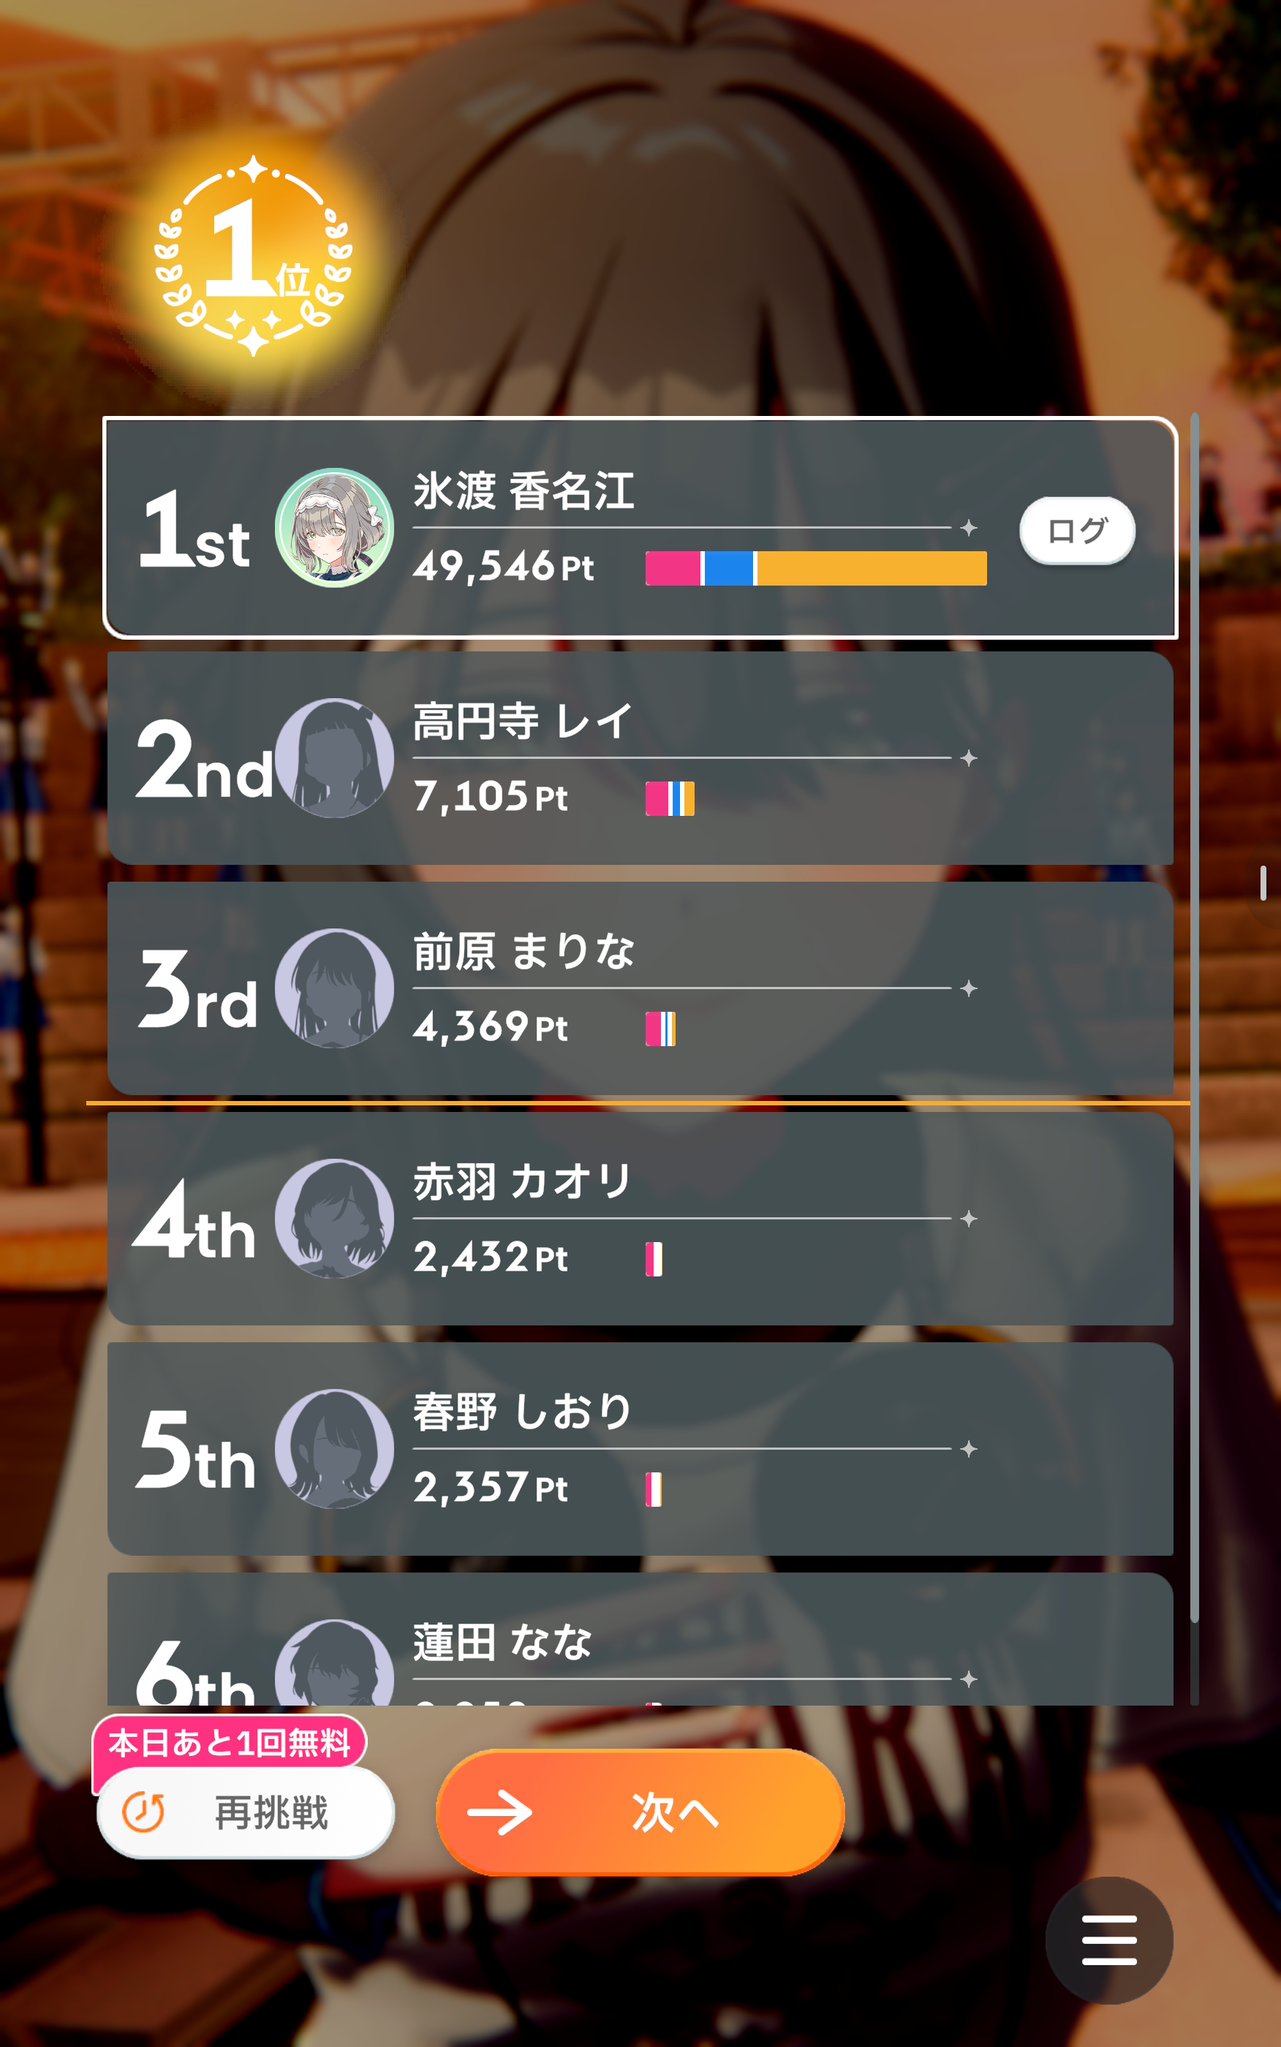 1位
1st
氷渡 香名江
49,546 Pt
ログ
2nd
高円寺 レイ
7,105 Pt
3rd
前原 まりな
4,369 Pt
4th
赤羽 カオリ
2,432 Pt
5th
春野 しおり
2,357 Pt
6th
蓮田 なな
本日あと1回無料
再挑戦
次へ